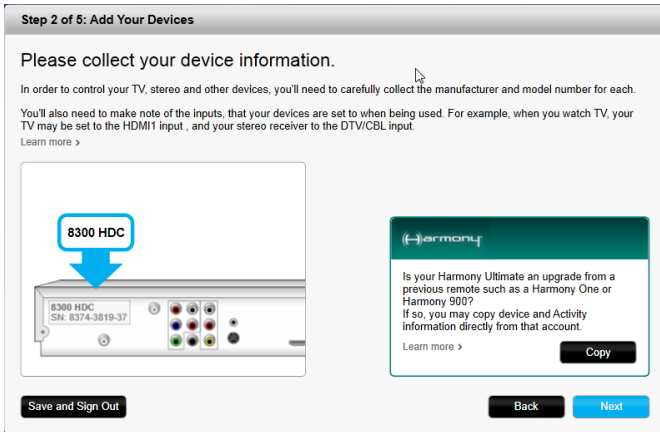 Step 2 of 5: Add Your Devices
Please collect your device information.
In order to control your TV, stereo and other devices, you'll need to carefully collect the manufacturer and model number for each.
You'll also need to make note of the inputs, that your devices are set to when being used. For example, when you watch TV, your
TV may be set to the HDMI1 input , and your stereo receiver to the DTV/CBL input.
Learn more >
8300 HDC
8300 HDC
SN: 8374-3819-37
Harmony
Is your Harmony Ultimate an upgrade from a
previous remote such as a Harmony One or
Harmony 900?
If so, you may copy device and Activity
information directly from that account.
Learn more >
Copy
Save and Sign Out
Back
Next